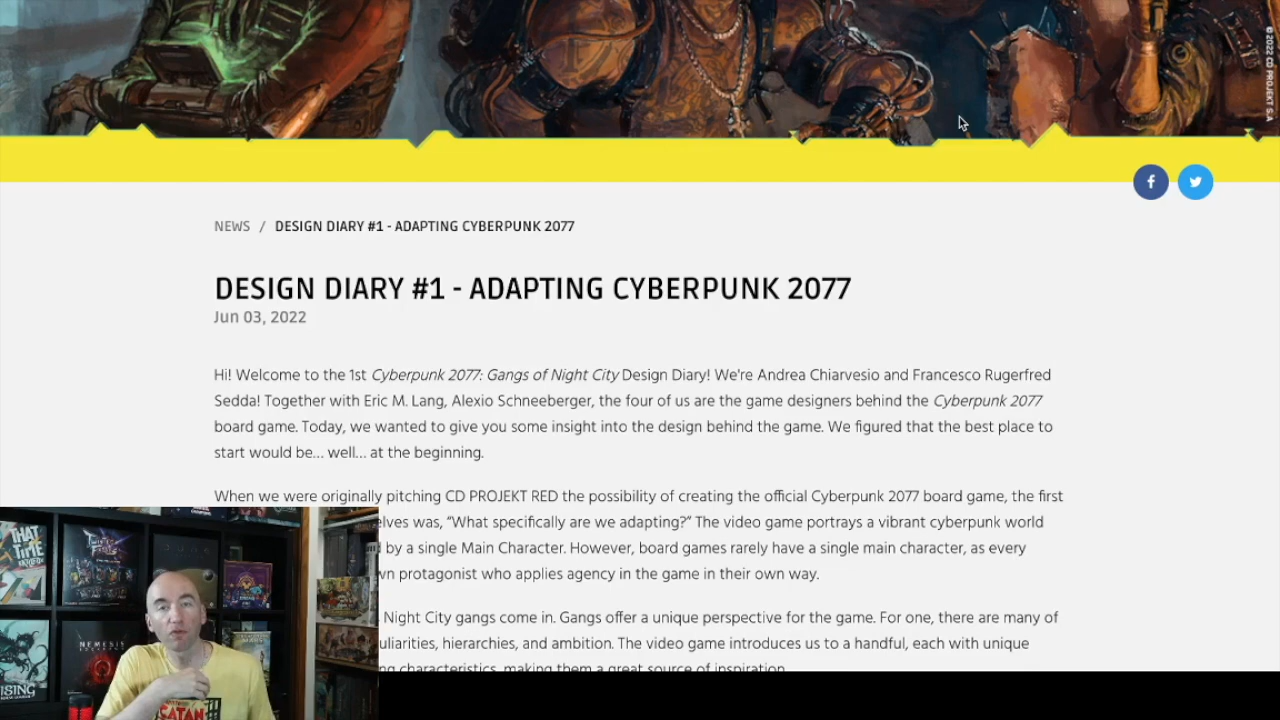 © 2022 CD PROJEKT S.A
NEWS / DESIGN DIARY #1 - ADAPTING CYBERPUNK 2077
DESIGN DIARY #1 - ADAPTING CYBERPUNK 2077
Jun 03, 2022
Hi! Welcome to the 1st Cyberpunk 2077: Gangs of Night City Design Diary! We're Andrea Chiarvesio and Francesco Rugerfred
Sedda! Together with Eric M. Lang, Alexio Schneeberger, the four of us are the game designers behind the Cyberpunk 2077
board game. Today, we wanted to give you some insight into the design behind the game. We figured that the best place to
start would be... well... at the beginning.
When we were originally pitching CD PROJEKT RED the possibility of creating the official Cyberpunk 2077 board game, the first
elves was, "What specifically are we adapting?" The video game portrays a vibrant cyberpunk world
d by a single Main Character. However, board games rarely have a single main character, as every
wn protagonist who applies agency in the game in their own way.
Night City gangs come in. Gangs offer a unique perspective for the game. For one, there are many of
uliarities, hierarchies, and ambition. The video game introduces us to a handful, each with unique
ng characteristics, making them a great source of inspiration.
THAT
TIME
DUNE
NEMESIS
RISING
CATAN